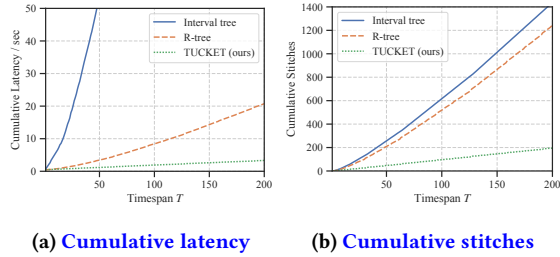 Cumulative Latency / sec
50
40
30
20
10
0
Interval tree
R-tree
TUCKET (ours)
50
100
150
200
Timespan T
(a) Cumulative latency
Cumulative Stitches
1400
1200
1000
800
600
400
200
0
Interval tree
R-tree
TUCKET (ours)
50
100
150
200
Timespan T
(b) Cumulative stitches